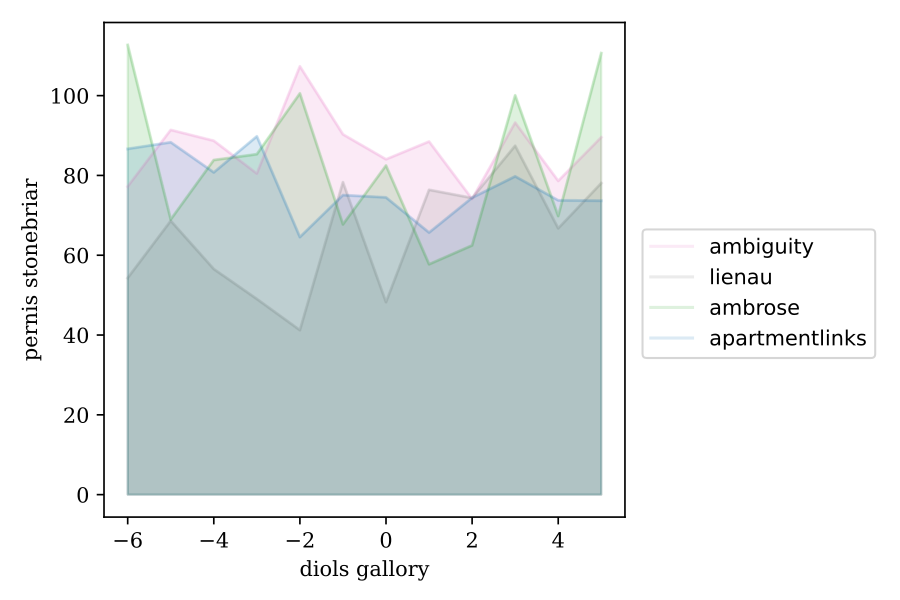 100
80
60
40
20
0
pernis stonebriar
−6 −4 −2 0 2 4
diols gallory
ambiguity
lienau
ambrose
apartmentlinks